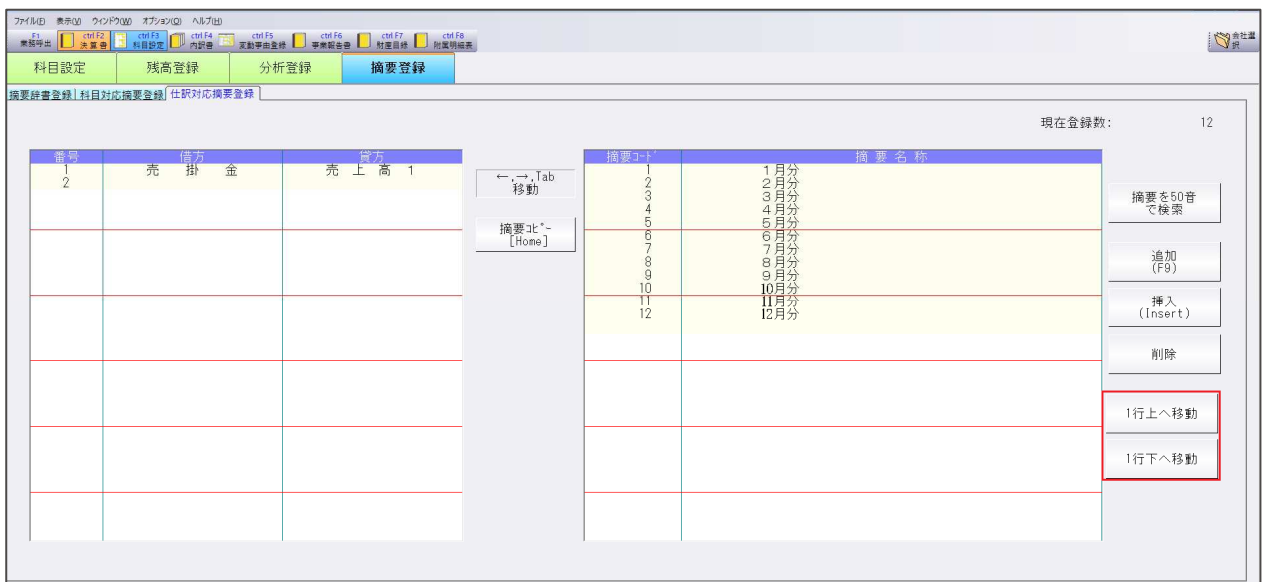 ファイル(F) 表示(V) ウィンドウ(W) オプション(O) ヘルプ(H)
F1 業務呼出 ctrl F2 決算書 ctrl F3 科目設定 ctrl F4 内訳書 ctrl F5 変動事由登録 ctrl F6 事業報告書 ctrl F7 財産目録 ctrl F8 附属明細表 会社選択
科目設定 残高登録 分析登録 摘要登録
摘要辞書登録 科目対応摘要登録 仕訳対応摘要登録
現在登録数: 12
番号 借方 貸方
1 売掛金 売上高1
2
←,→,Tab
移動
摘要ｺﾋﾟｰ
[Home]
摘要ｺｰﾄﾞ 摘要名称
1 1月分
2 2月分
3 3月分
4 4月分
5 5月分
6 6月分
7 7月分
8 8月分
9 9月分
10 10月分
11 11月分
12 12月分
摘要を50音
で検索
追加
(F9)
挿入
(Insert)
削除
1行上へ移動
1行下へ移動